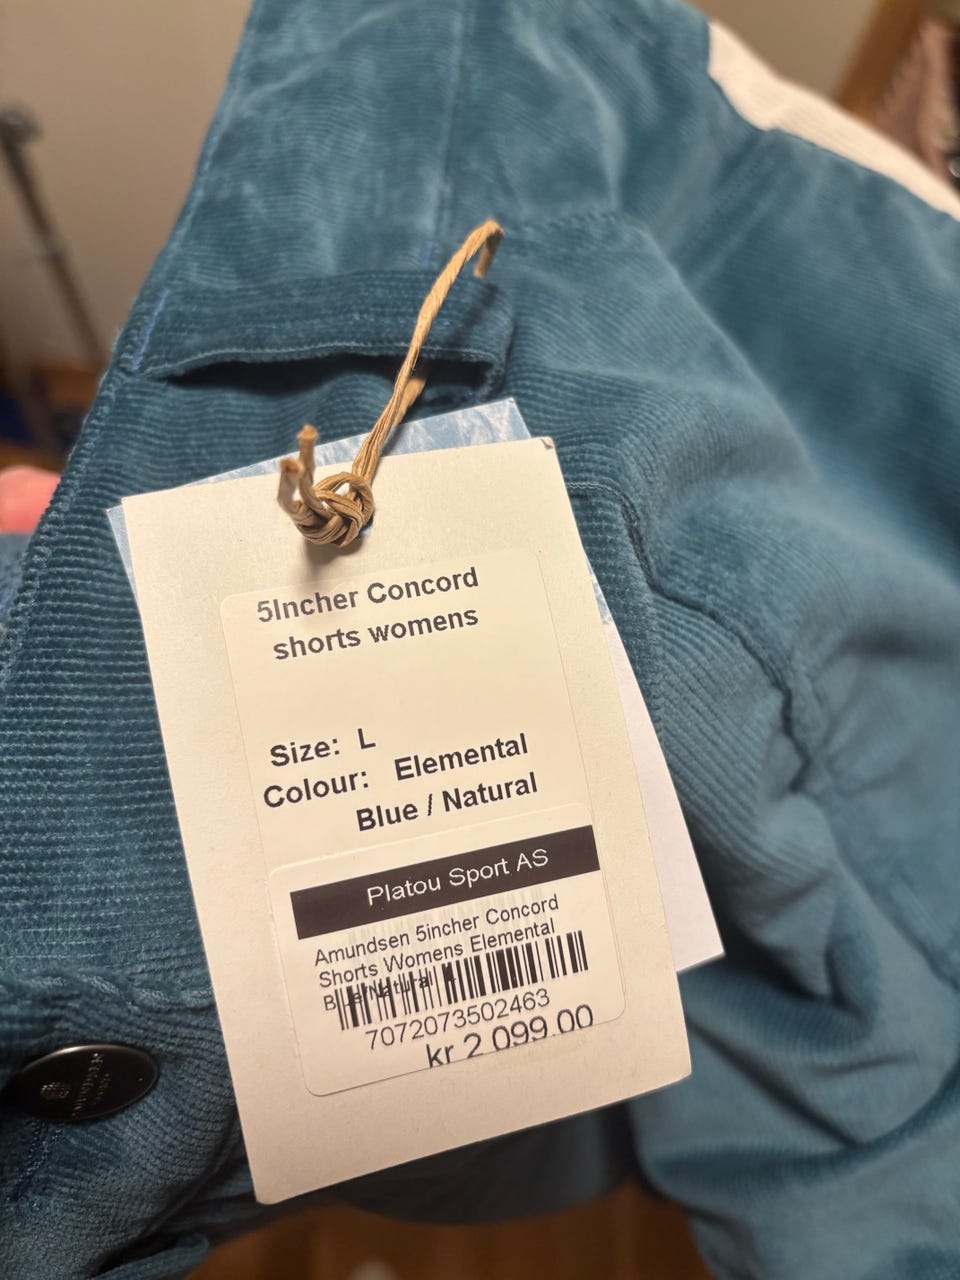 5Incher Concord
shorts womens
Size: L
Colour: Elemental
Blue / Natural
Platou Sport AS
Amundsen 5incher Concord
Shorts Womens Elemental
Blue/Natural
7072073502463
kr 2 099,00